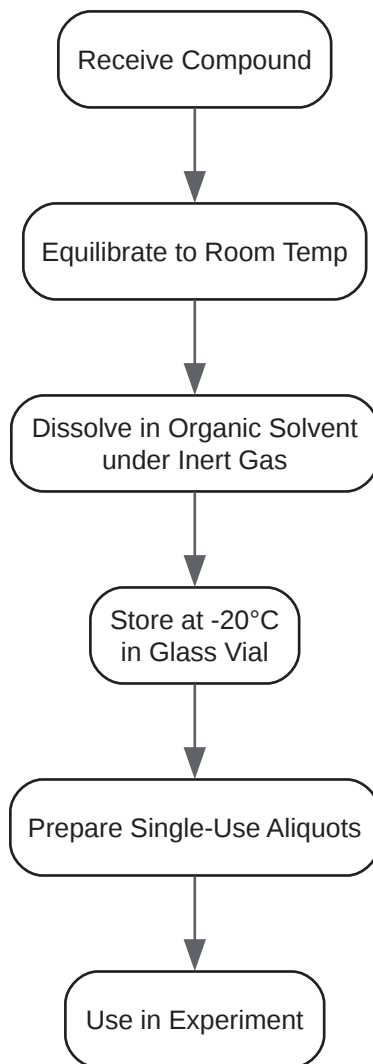 Receive Compound
Equilibrate to Room Temp
Dissolve in Organic Solvent
under Inert Gas
Store at -20°C
in Glass Vial
Prepare Single-Use Aliquots
Use in Experiment